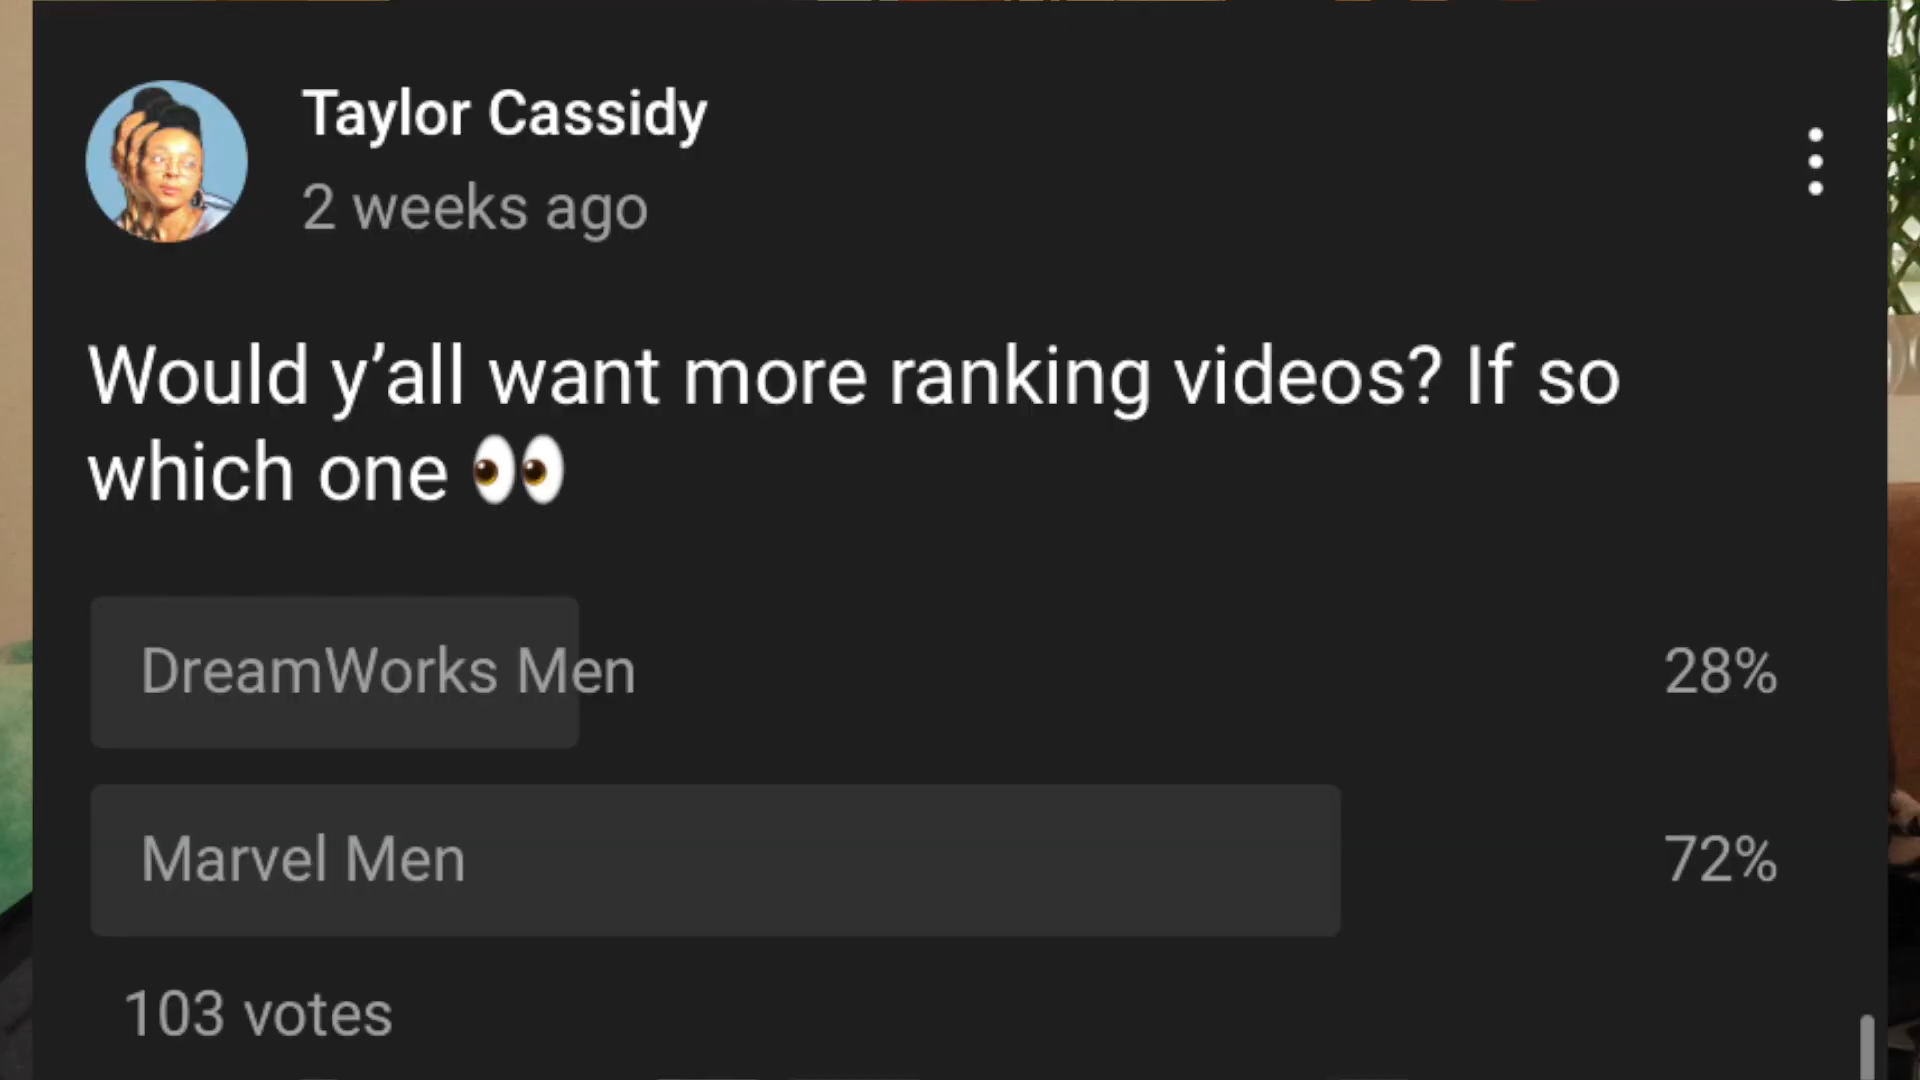 Taylor Cassidy
2 weeks ago
Would y’all want more ranking videos? If so
which one 👀
DreamWorks Men 28%
Marvel Men 72%
103 votes